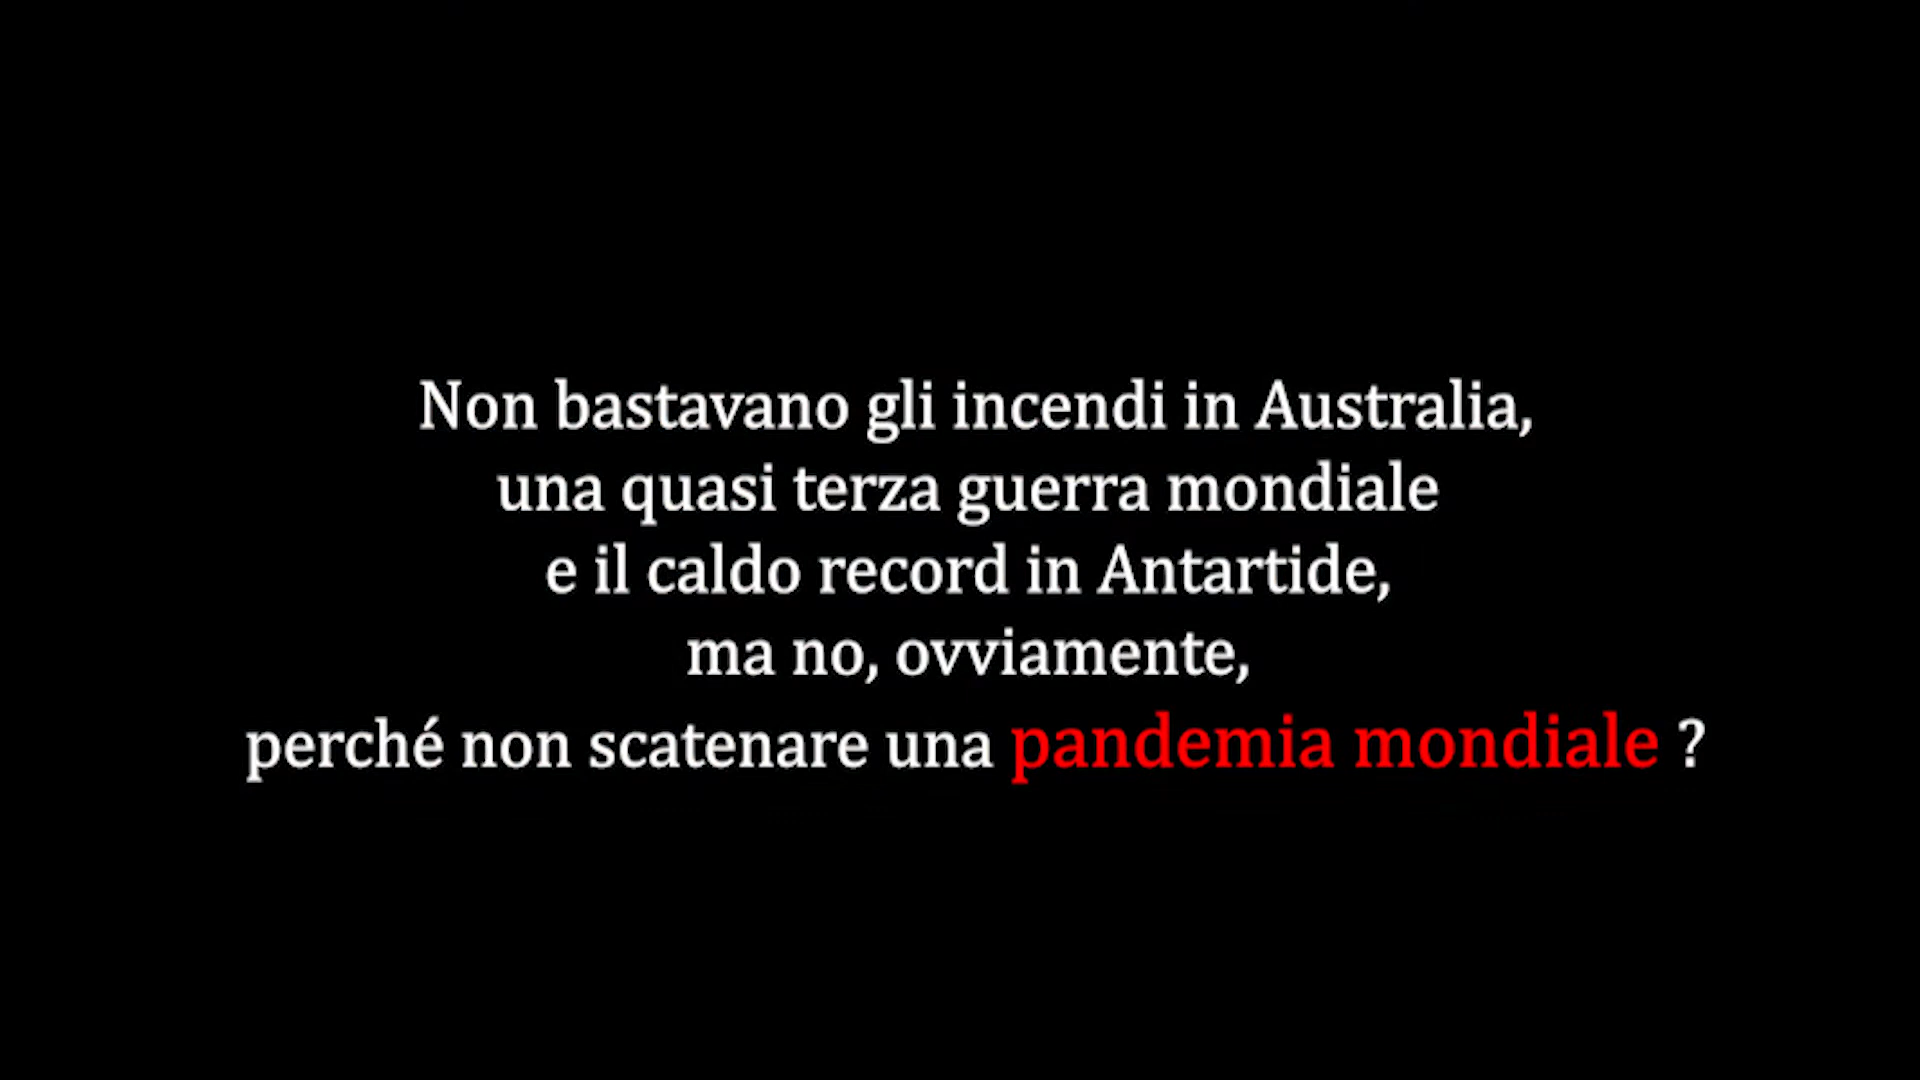 Non bastavano gli incendi in Australia,
una quasi terza guerra mondiale
e il caldo record in Antartide,
ma no, ovviamente,
perché non scatenare una pandemia mondiale ?